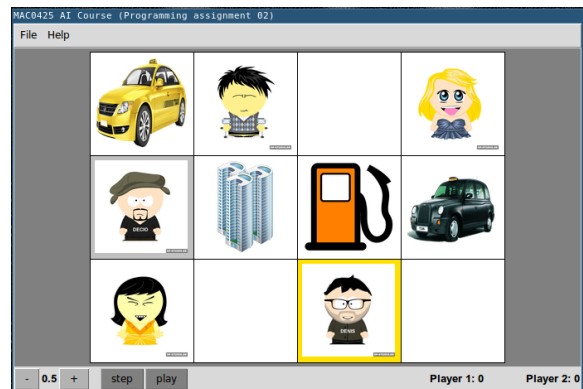 MAC0425 AI Course (Programming assignment 02)
File Help
DECIO
DENIS
- 0.5 + step play Player 1: 0 Player 2: 0